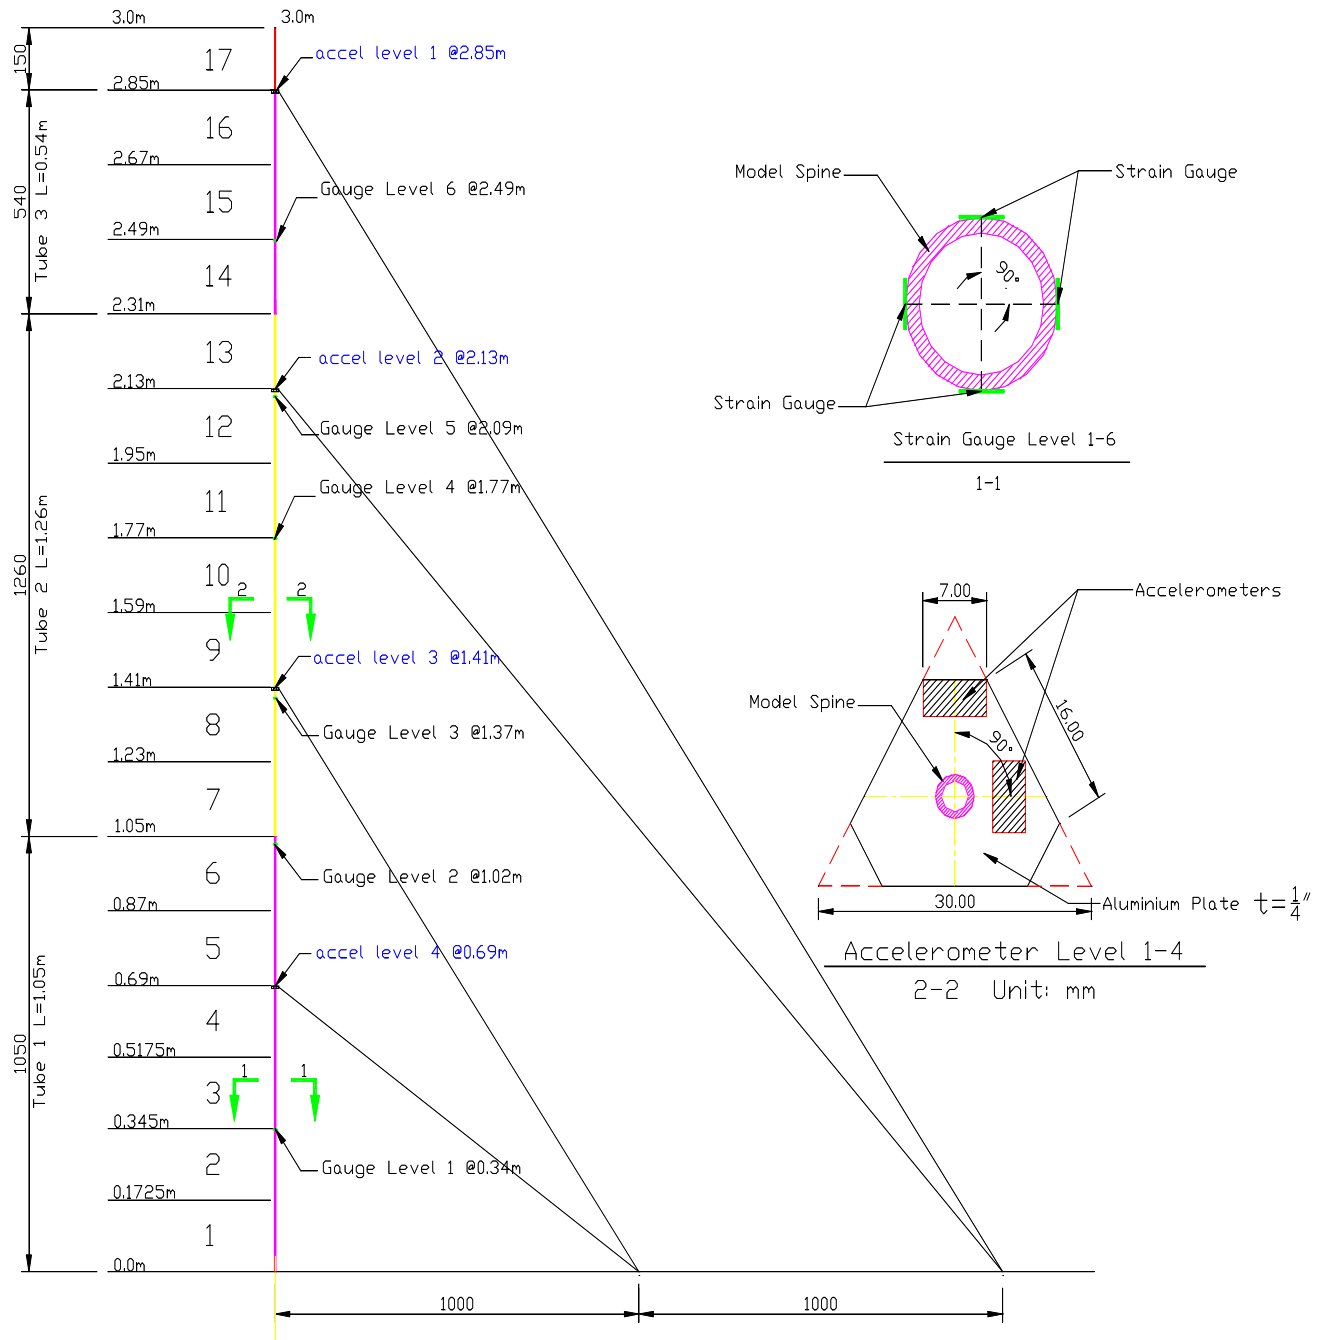 3.0m
3.0m
150
17
accel level 1 @2.85m
2.85m
16
2.67m
540
Tube 3 L=0.54m
15
Gauge Level 6 @2.49m
2.49m
14
2.31m
13
accel level 2 @2.13m
2.13m
12
Gauge Level 5 @2.09m
1.95m
11
Gauge Level 4 @1.77m
1.77m
1260
Tube 2 L=1.26m
10
2
2
1.59m
9
accel level 3 @1.41m
1.41m
8
Gauge Level 3 @1.37m
1.23m
7
1.05m
6
Gauge Level 2 @1.02m
0.87m
5
accel level 4 @0.69m
0.69m
4
0.5175m
1050
Tube 1 L=1.05m
1
1
3
0.345m
2
Gauge Level 1 @0.34m
0.1725m
1
0.0m
1000
1000
Model Spine
Strain Gauge
90°
Strain Gauge
Strain Gauge Level 1-6
1-1
7.00
Accelerometers
Model Spine
16.00
90°
30.00
Aluminium Plate t=1/4"
Accelerometer Level 1-4
2-2 Unit: mm